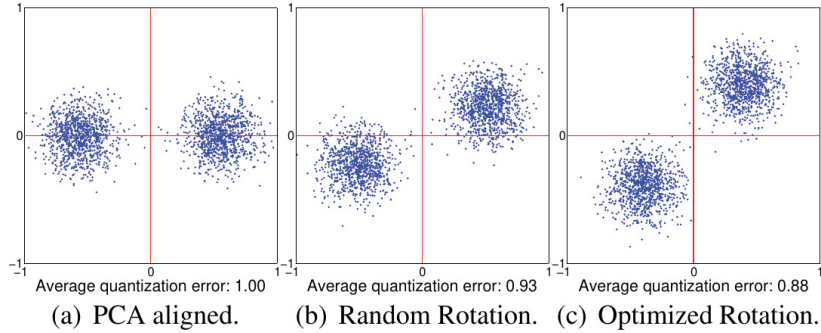 1 1 1
0 0 0
−1 −1 −1
0 1 −1 0 1 −1 0 1
Average quantization error: 1.00 Average quantization error: 0.93 Average quantization error: 0.88
(a) PCA aligned. (b) Random Rotation. (c) Optimized Rotation.